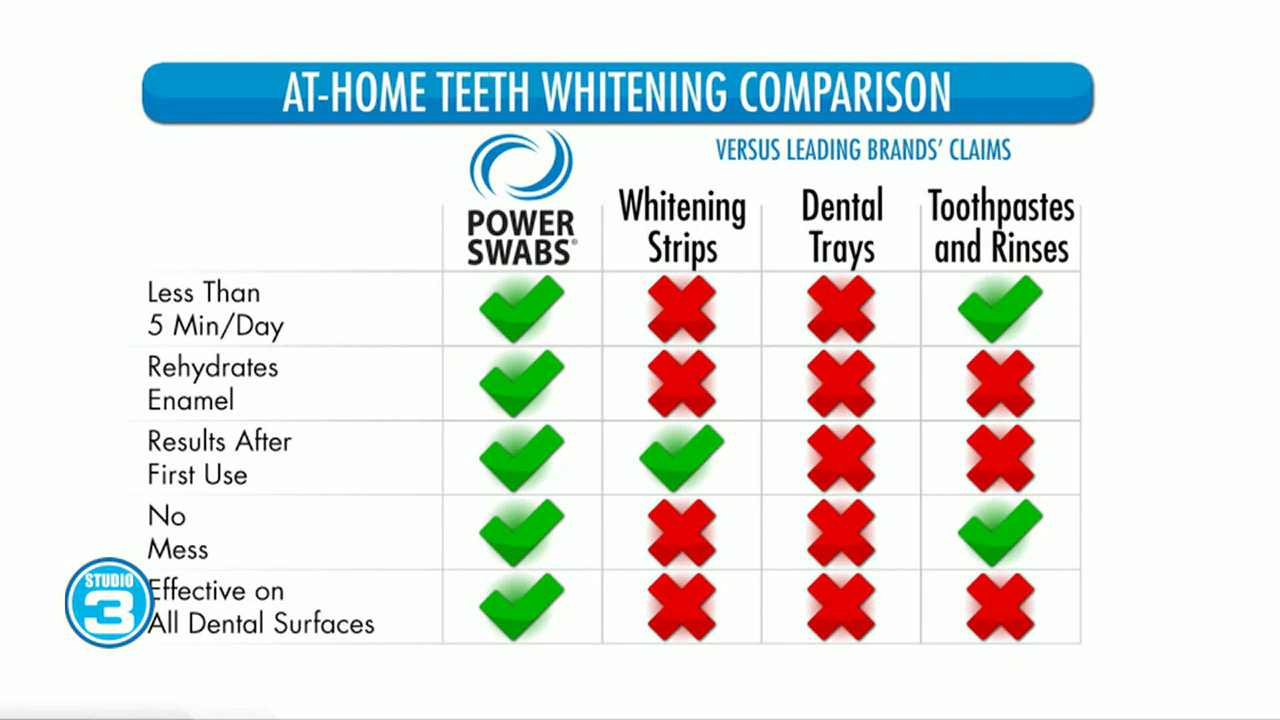 AT-HOME TEETH WHITENING COMPARISON
VERSUS LEADING BRANDS' CLAIMS
POWER
SWABS®
Whitening
Strips
Dental
Trays
Toothpastes
and Rinses
Less Than
5 Min/Day
Rehydrates
Enamel
Results After
First Use
No
Mess
Effective on
All Dental Surfaces
STUDIO
3